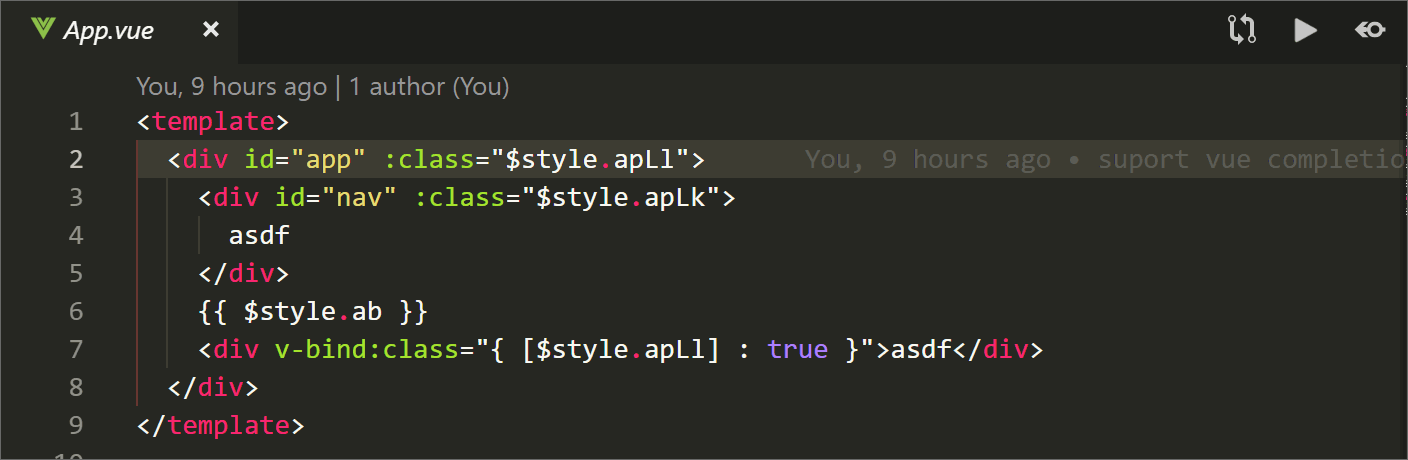 App.vue
You, 9 hours ago | 1 author (You)
1 <template>
2 <div id="app" :class="$style.apLl"> You, 9 hours ago • suport vue completio
3 <div id="nav" :class="$style.apLk">
4 asdf
5 </div>
6 {{ $style.ab }}
7 <div v-bind:class="{ [$style.apLl] : true }">asdf</div>
8 </div>
9 </template>
10